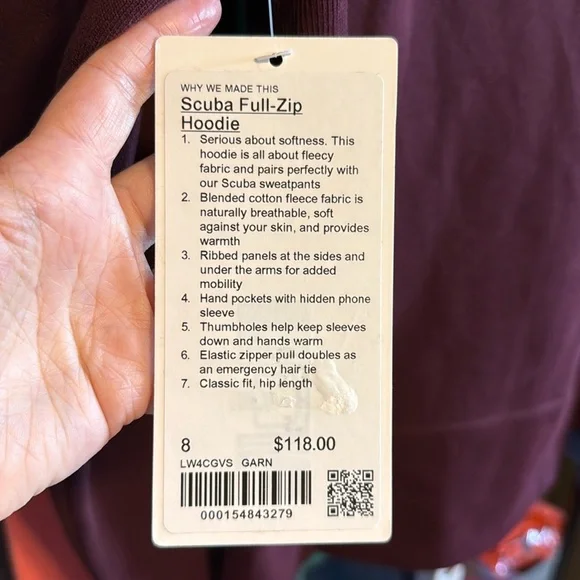 WHY WE MADE THIS
Scuba Full-Zip
Hoodie
1. Serious about softness. This
hoodie is all about fleecy
fabric and pairs perfectly with
our Scuba sweatpants
2. Blended cotton fleece fabric is
naturally breathable, soft
against your skin, and provides
warmth
3. Ribbed panels at the sides and
under the arms for added
mobility
4. Hand pockets with hidden phone
sleeve
5. Thumbholes help keep sleeves
down and hands warm
6. Elastic zipper pull doubles as
an emergency hair tie
7. Classic fit, hip length
8 $118.00
LW4CGVS GARN
000154843279